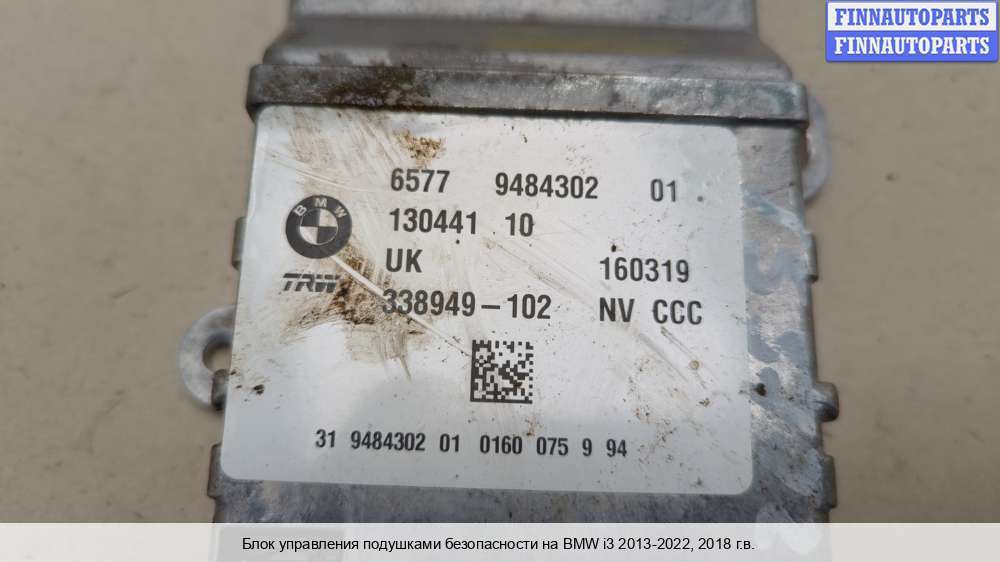 FINNAUTOPARTS
FINNAUTOPARTS
6577 9484302 01
BMW
130441 10
UK 160319
TRW
338949-102 NV CCC
31 9484302 01 0160 075 9 94
Блок управления подушками безопасности на BMW i3 2013-2022, 2018 г.в.